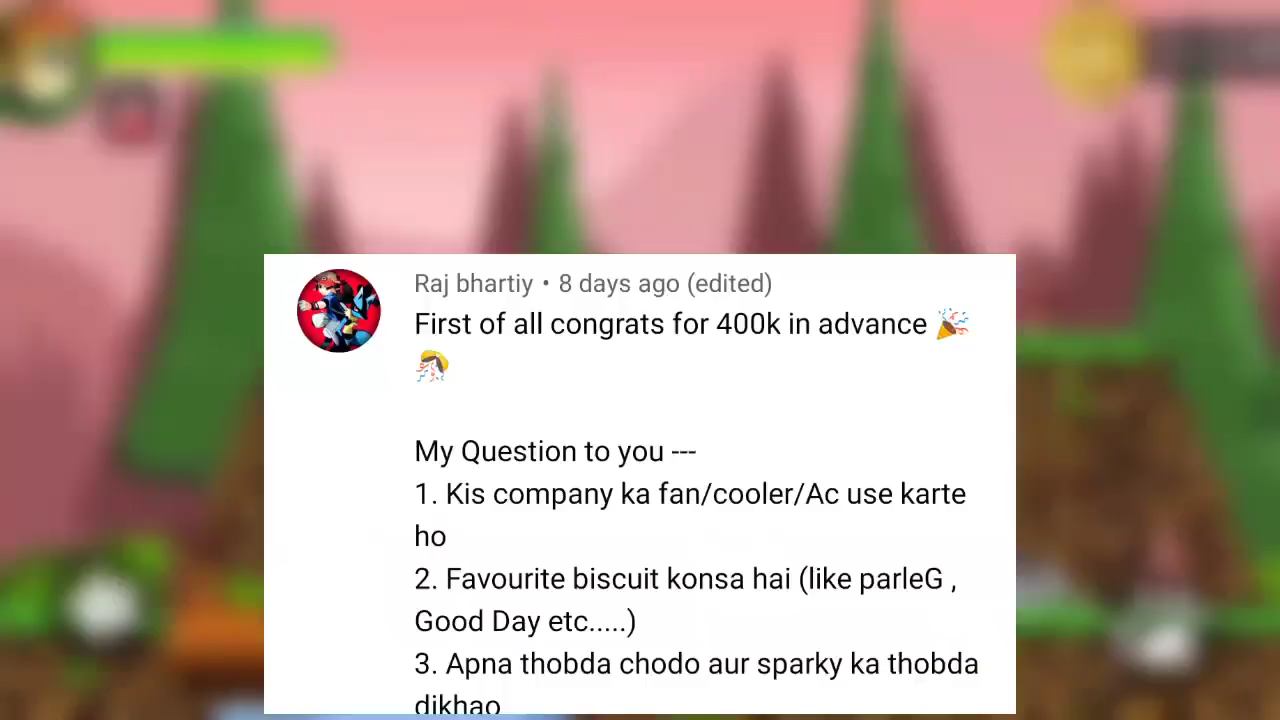 Raj bhartiy • 8 days ago (edited)
First of all congrats for 400k in advance 🎉
🎊
My Question to you ---
1. Kis company ka fan/cooler/Ac use karte
ho
2. Favourite biscuit konsa hai (like parleG ,
Good Day etc.....)
3. Apna thobda chodo aur sparky ka thobda
dikhao